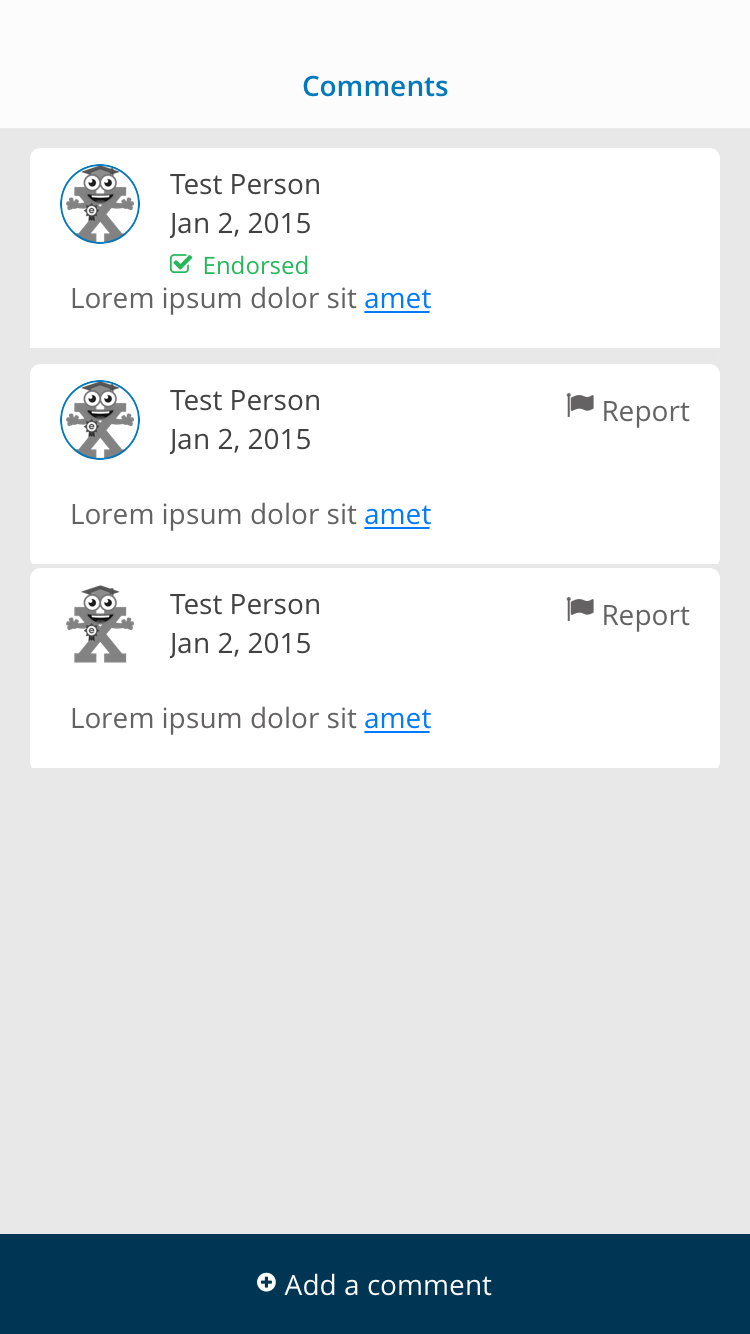 Comments
Test Person
Jan 2, 2015
Endorsed
Lorem ipsum dolor sit amet
Test Person
Report
Jan 2, 2015
Lorem ipsum dolor sit amet
Test Person
Report
Jan 2, 2015
Lorem ipsum dolor sit amet
Add a comment